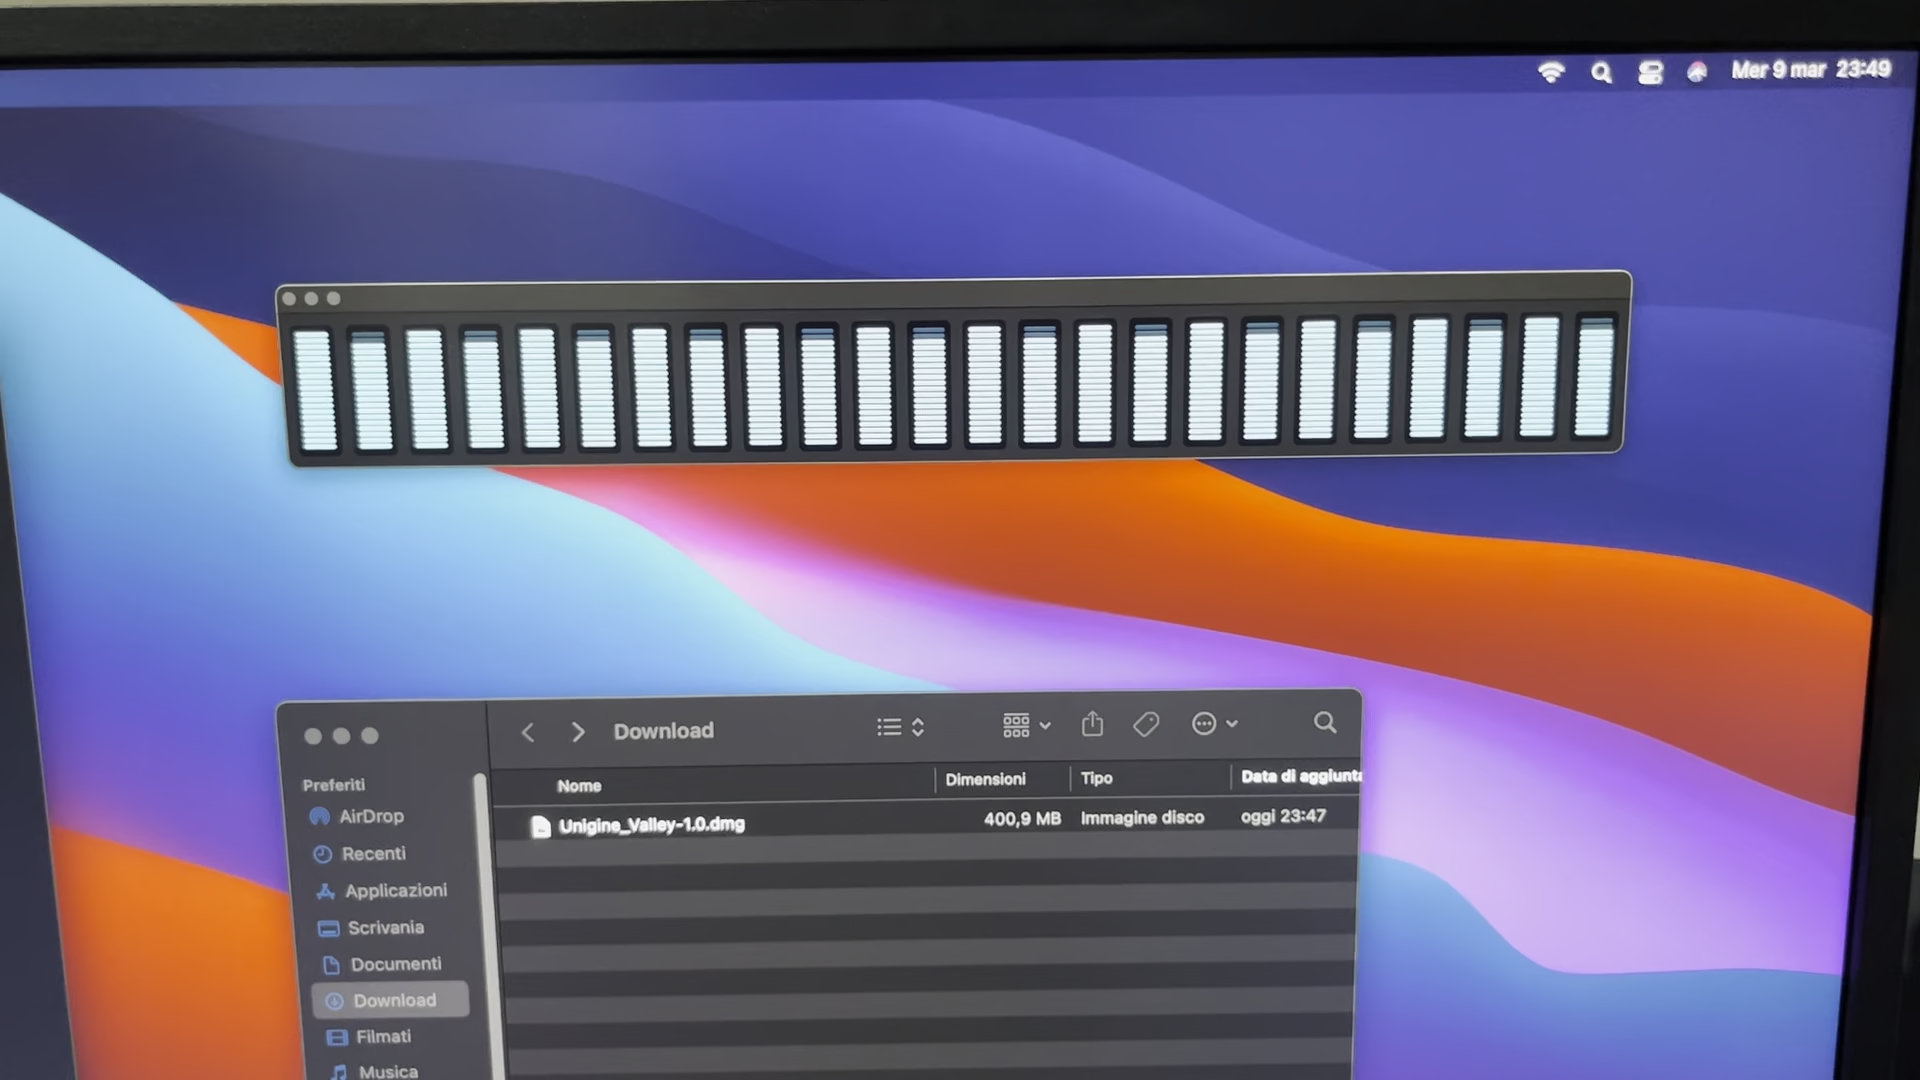 Mer 9 mar 23:49
Download
Preferiti
AirDrop
Recenti
Applicazioni
Scrivania
Documenti
Download
Filmati
Musica
Nome Dimensioni Tipo Data di aggiunta
Unigine_Valley-1.0.dmg 400,9 MB Immagine disco oggi 23:47